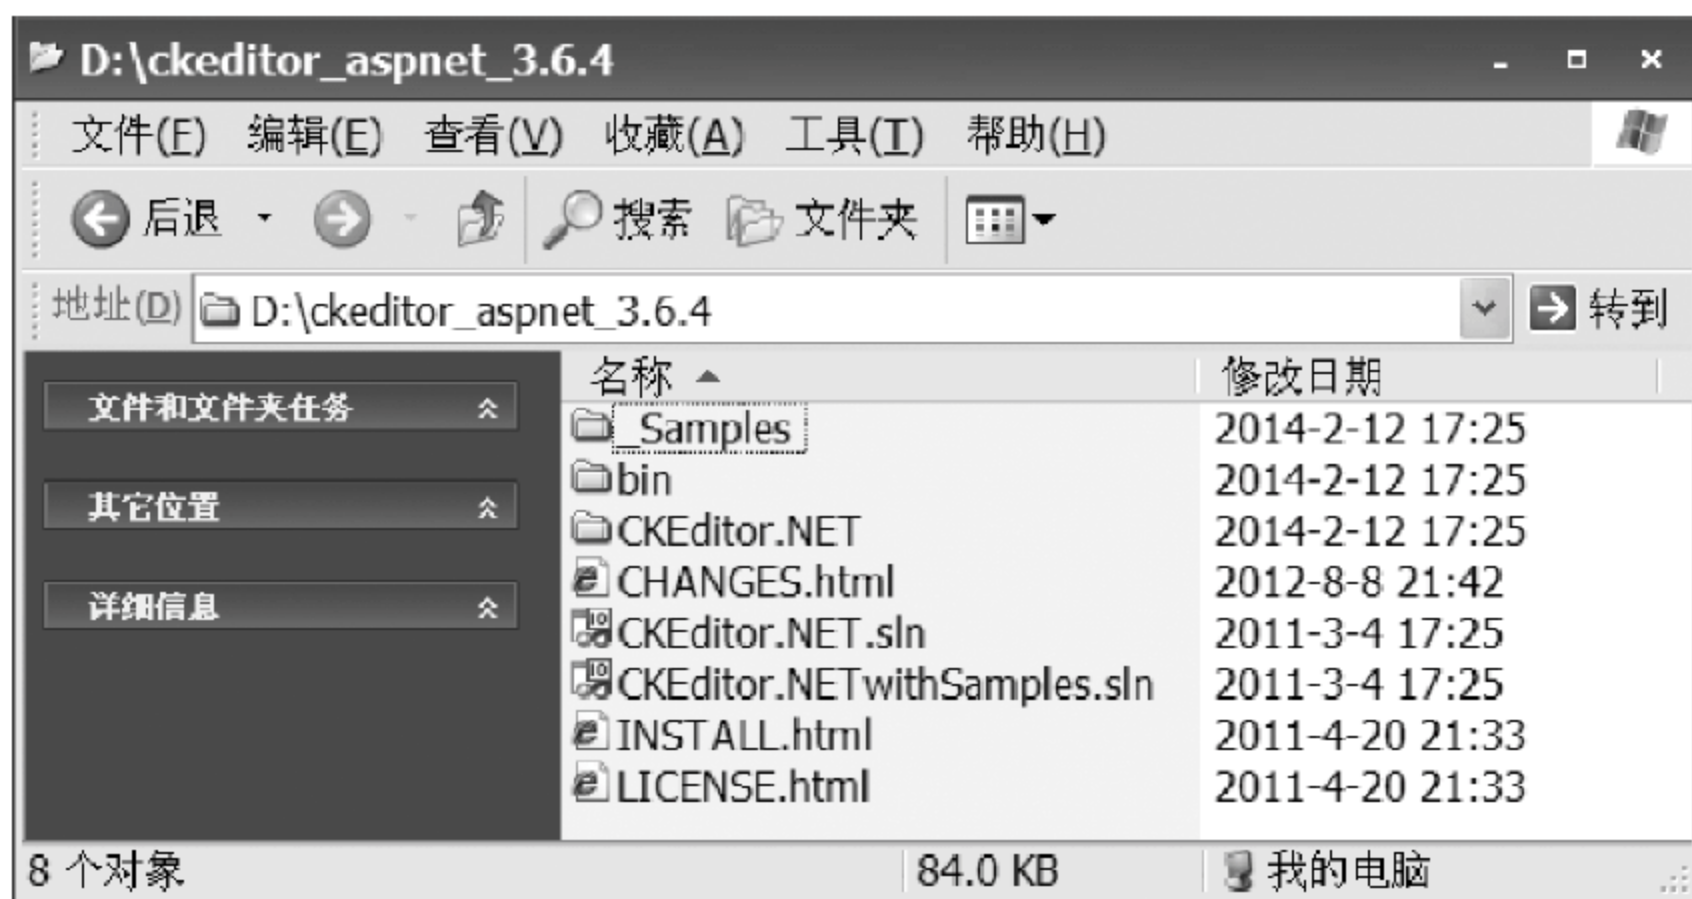 D:\ckeditor_aspnet_3.6.4
文件(F) 编辑(E) 查看(V) 收藏(A) 工具(T) 帮助(H)
后退 搜索 文件夹
地址(D) D:\ckeditor_aspnet_3.6.4 转到
名称 修改日期
文件和文件夹任务
其它位置
详细信息
_Samples 2014-2-12 17:25
bin 2014-2-12 17:25
CKEditor.NET 2014-2-12 17:25
CHANGES.html 2012-8-8 21:42
CKEditor.NET.sln 2011-3-4 17:25
CKEditor.NETwithSamples.sln 2011-3-4 17:25
INSTALL.html 2011-4-20 21:33
LICENSE.html 2011-4-20 21:33
8 个对象 84.0 KB 我的电脑